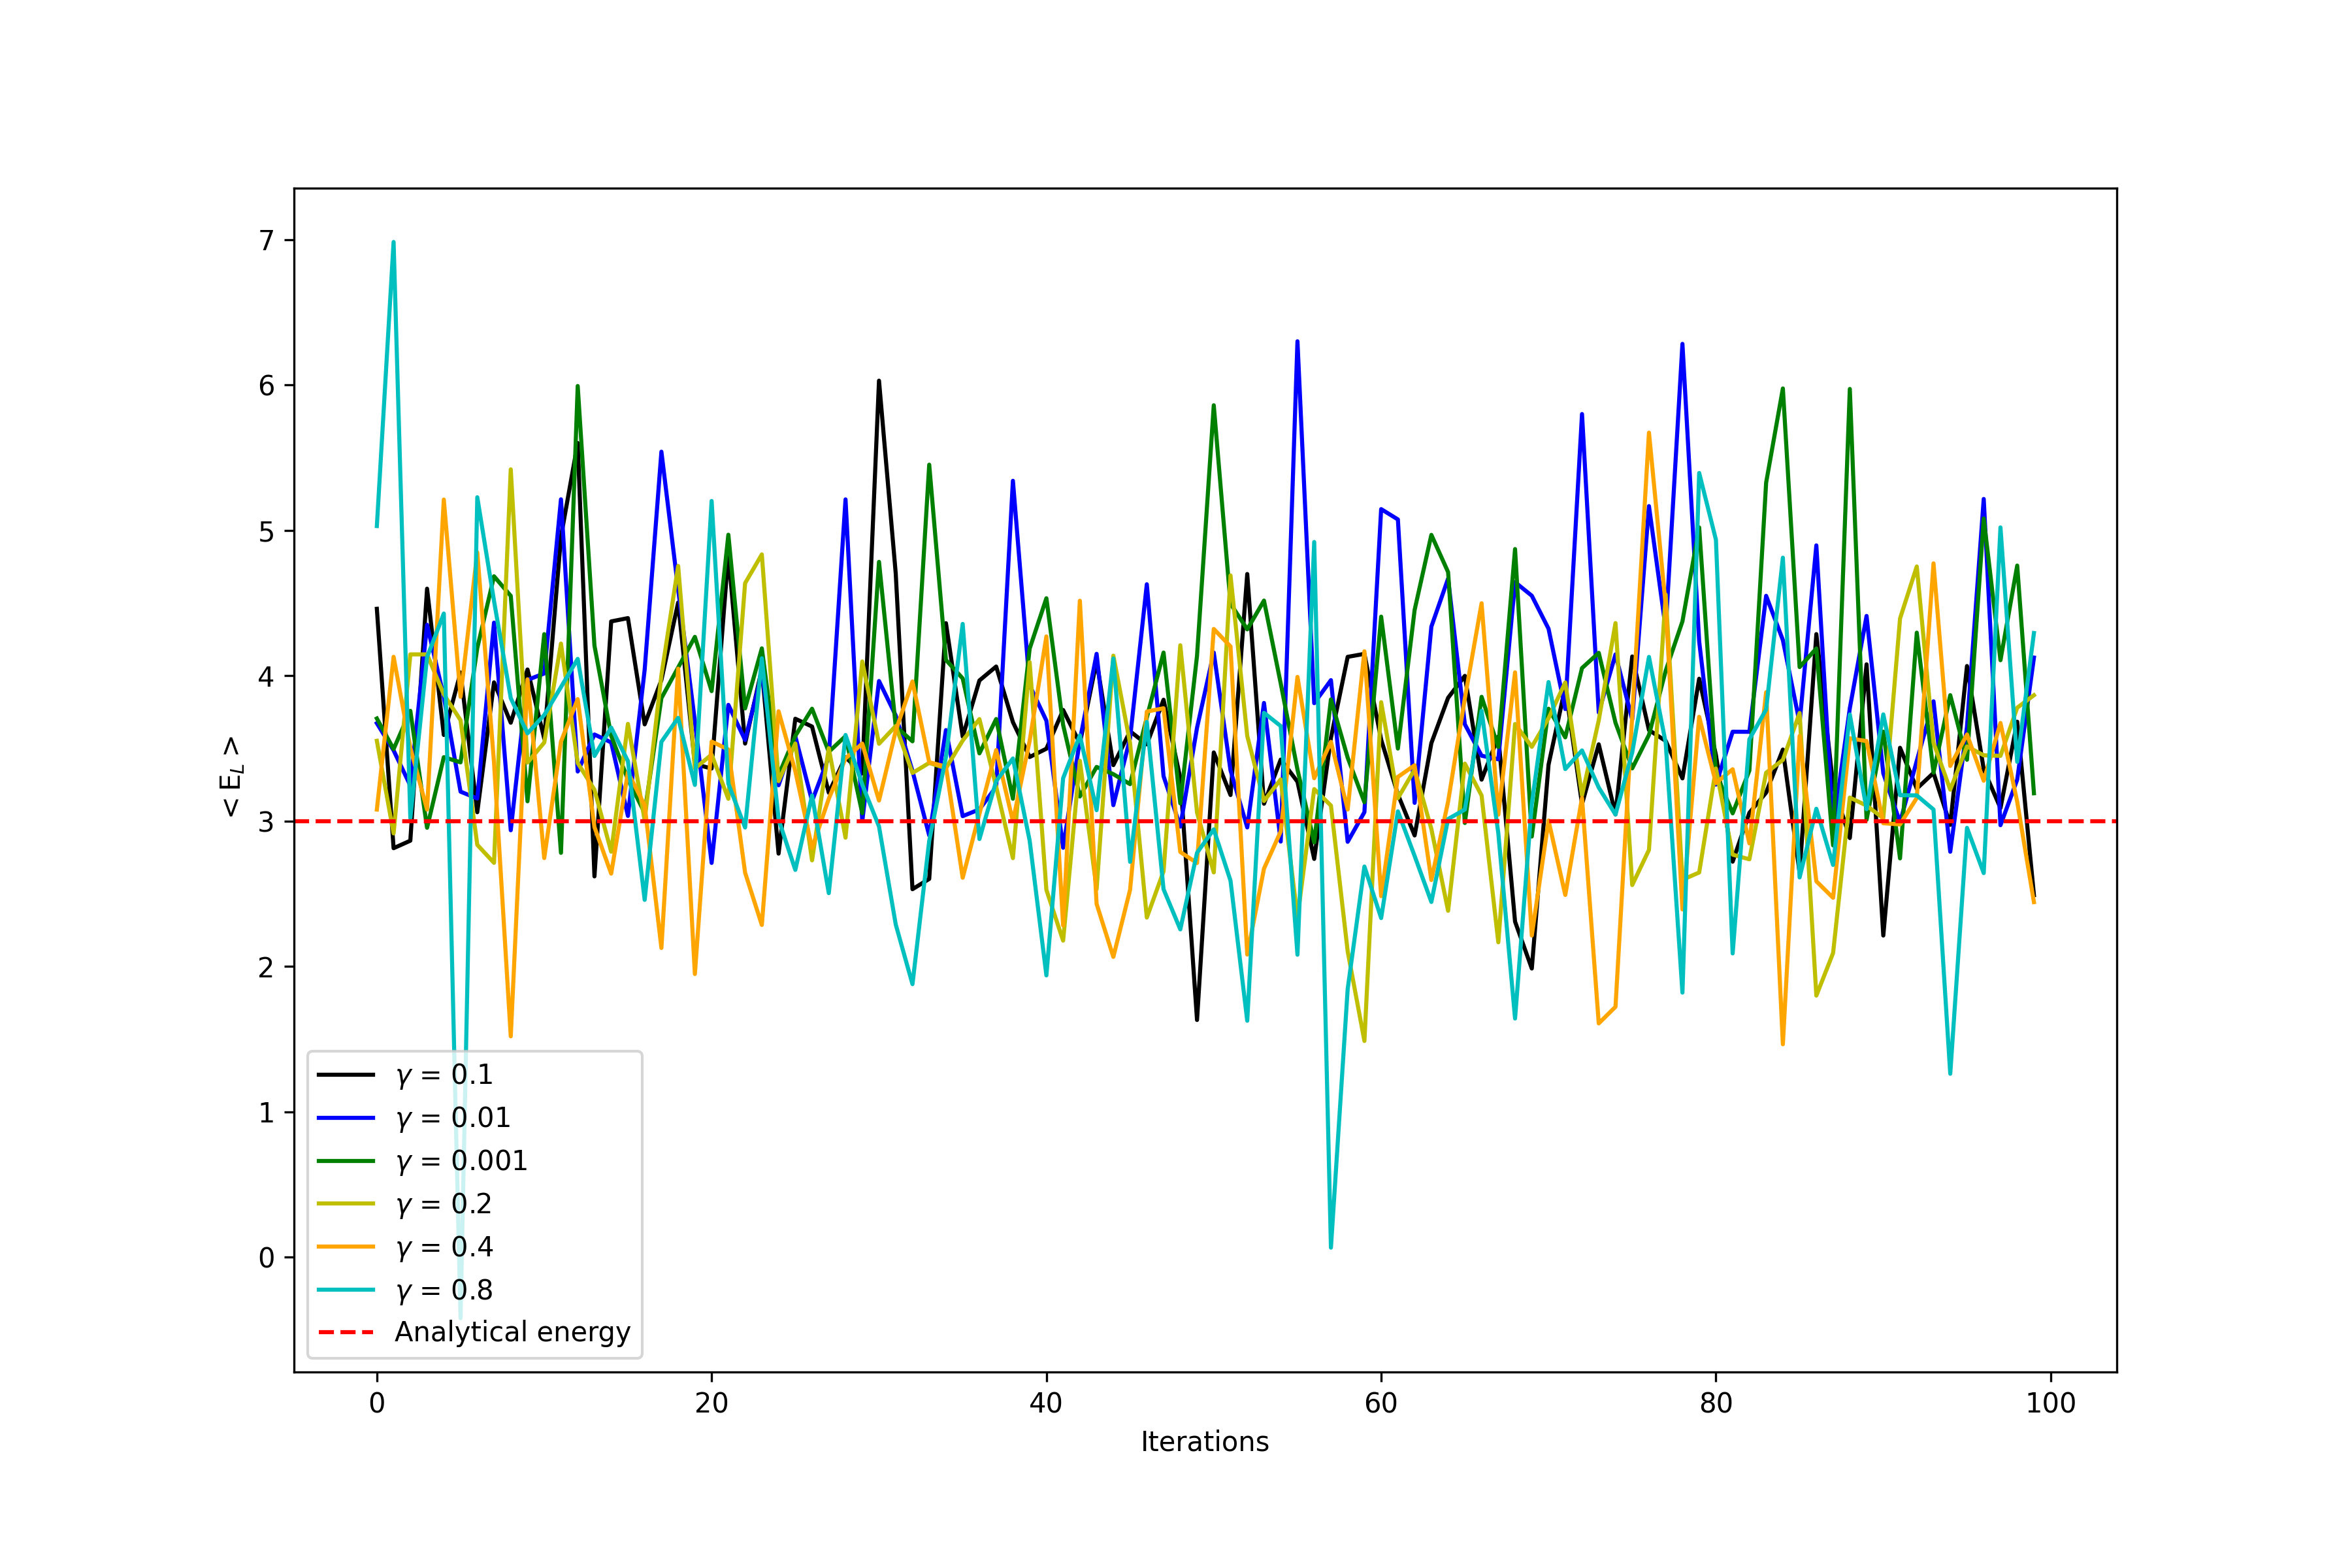 7
6
5
4
3
2
1
0
< E_L >
γ = 0.1
γ = 0.01
γ = 0.001
γ = 0.2
γ = 0.4
γ = 0.8
Analytical energy
0 20 40 60 80 100
Iterations